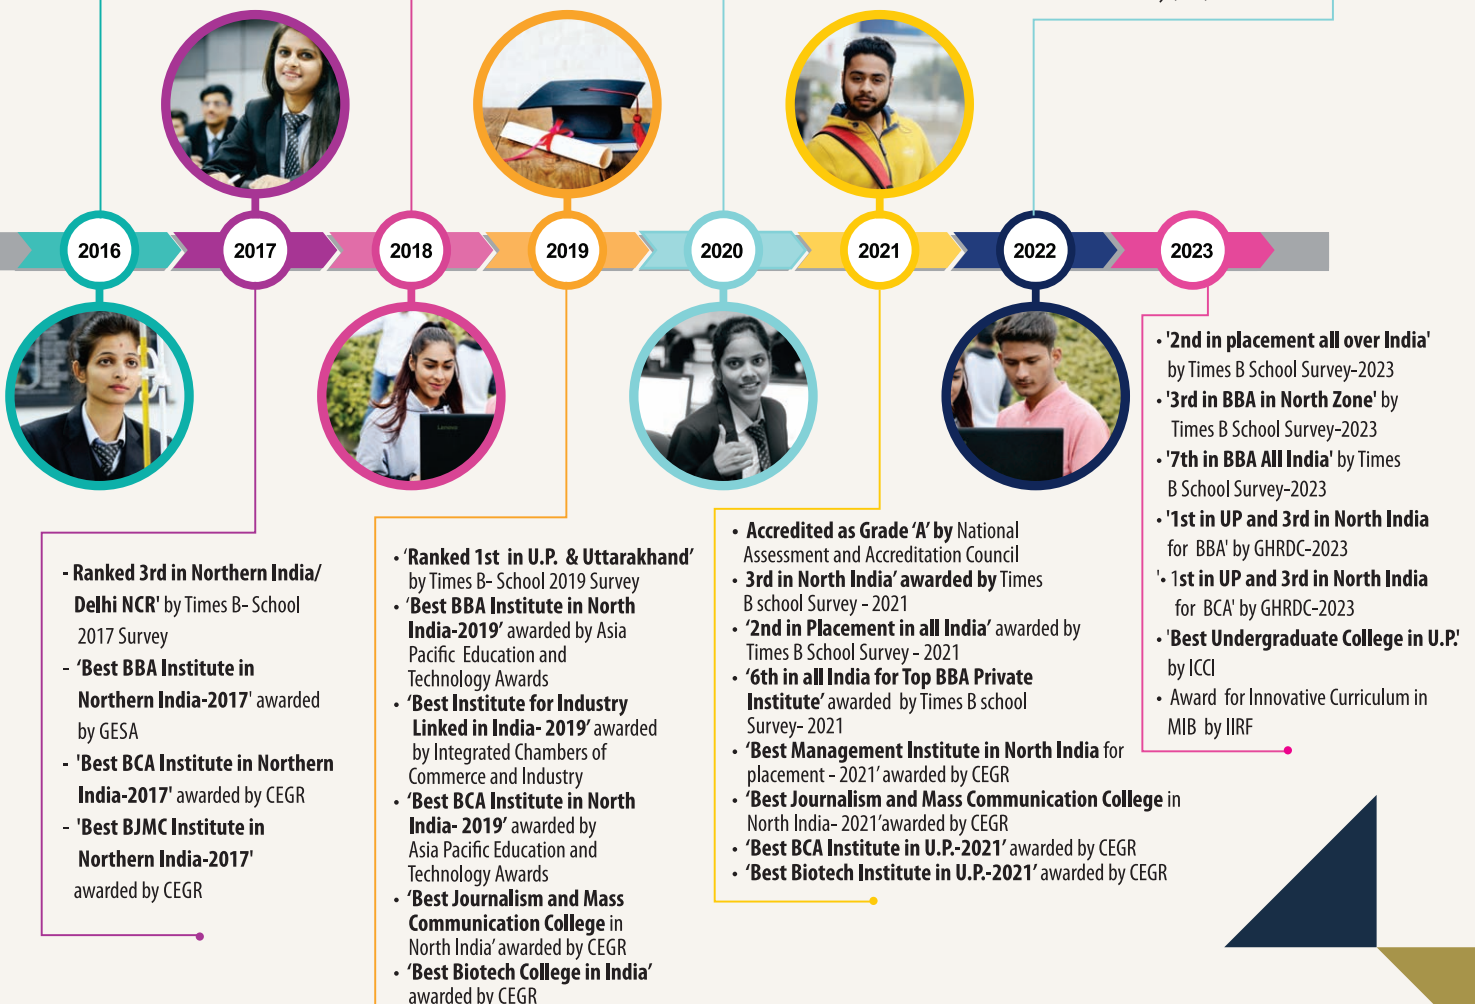 2016
2017
2018
2019
2020
2021
2022
2023
Lenovo
- Ranked 3rd in Northern India/
Delhi NCR' by Times B- School
2017 Survey
- ‘Best BBA Institute in
Northern India-2017' awarded
by GESA
- 'Best BCA Institute in Northern
India-2017' awarded by CEGR
- 'Best BJMC Institute in
Northern India-2017'
awarded by CEGR
• ‘Ranked 1st in U.P. & Uttarakhand’
by Times B- School 2019 Survey
• ‘Best BBA Institute in North
India-2019’ awarded by Asia
Pacific Education and
Technology Awards
• ‘Best Institute for Industry
Linked in India- 2019’ awarded
by Integrated Chambers of
Commerce and Industry
• ‘Best BCA Institute in North
India- 2019’ awarded by
Asia Pacific Education and
Technology Awards
• ‘Best Journalism and Mass
Communication College in
North India’ awarded by CEGR
• ‘Best Biotech College in India’
awarded by CEGR
• Accredited as Grade ‘A’ by National
Assessment and Accreditation Council
• 3rd in North India’ awarded by Times
B school Survey - 2021
• ‘2nd in Placement in all India’ awarded by
Times B School Survey - 2021
• ‘6th in all India for Top BBA Private
Institute’ awarded by Times B school
Survey- 2021
• ‘Best Management Institute in North India for
placement - 2021’ awarded by CEGR
• ‘Best Journalism and Mass Communication College in
North India- 2021’awarded by CEGR
• ‘Best BCA Institute in U.P.-2021’ awarded by CEGR
• ‘Best Biotech Institute in U.P.-2021’ awarded by CEGR
• '2nd in placement all over India'
by Times B School Survey-2023
• '3rd in BBA in North Zone' by
Times B School Survey-2023
• '7th in BBA All India' by Times
B School Survey-2023
• '1st in UP and 3rd in North India
for BBA' by GHRDC-2023
'• 1st in UP and 3rd in North India
for BCA' by GHRDC-2023
• 'Best Undergraduate College in U.P.'
by ICCI
• Award for Innovative Curriculum in
MIB by IIRF